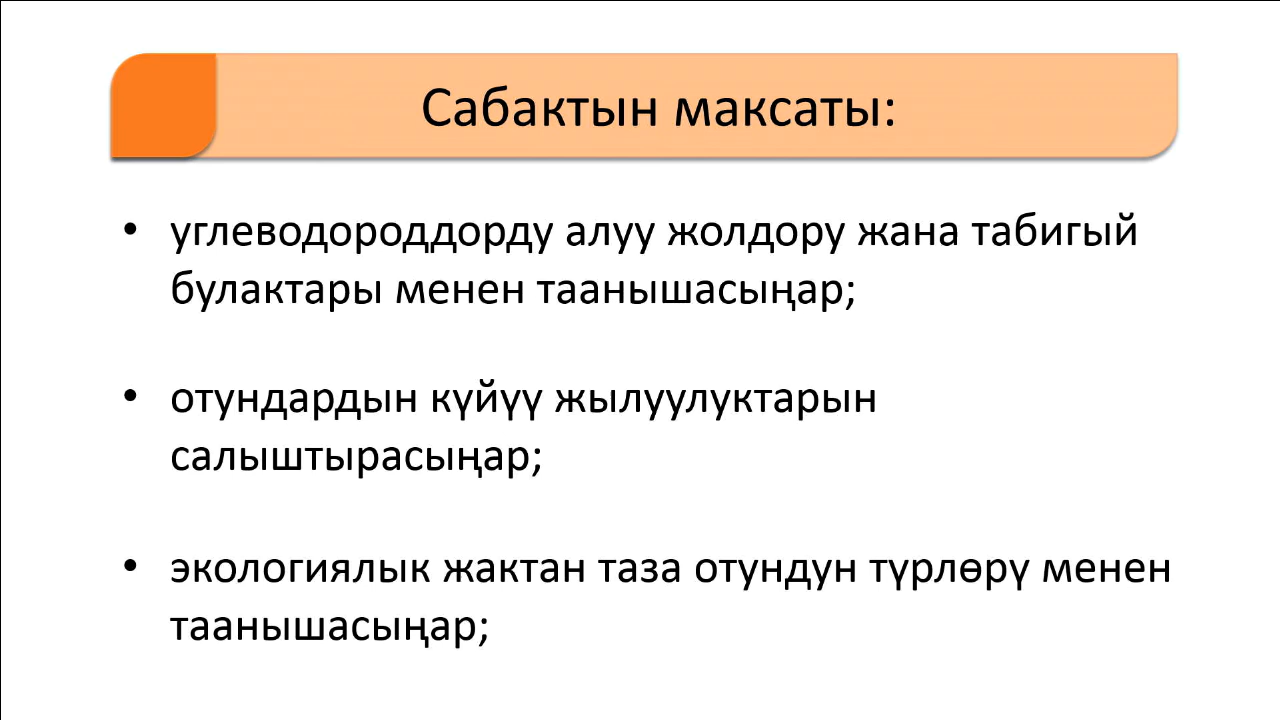 Сабактын максаты:
• углеводороддорду алуу жолдору жана табигый
булактары менен таанышасыңар;
• отундардын күйүү жылуулуктарын
салыштырасыңар;
• экологиялык жактан таза отундун түрлөрү менен
таанышасыңар;